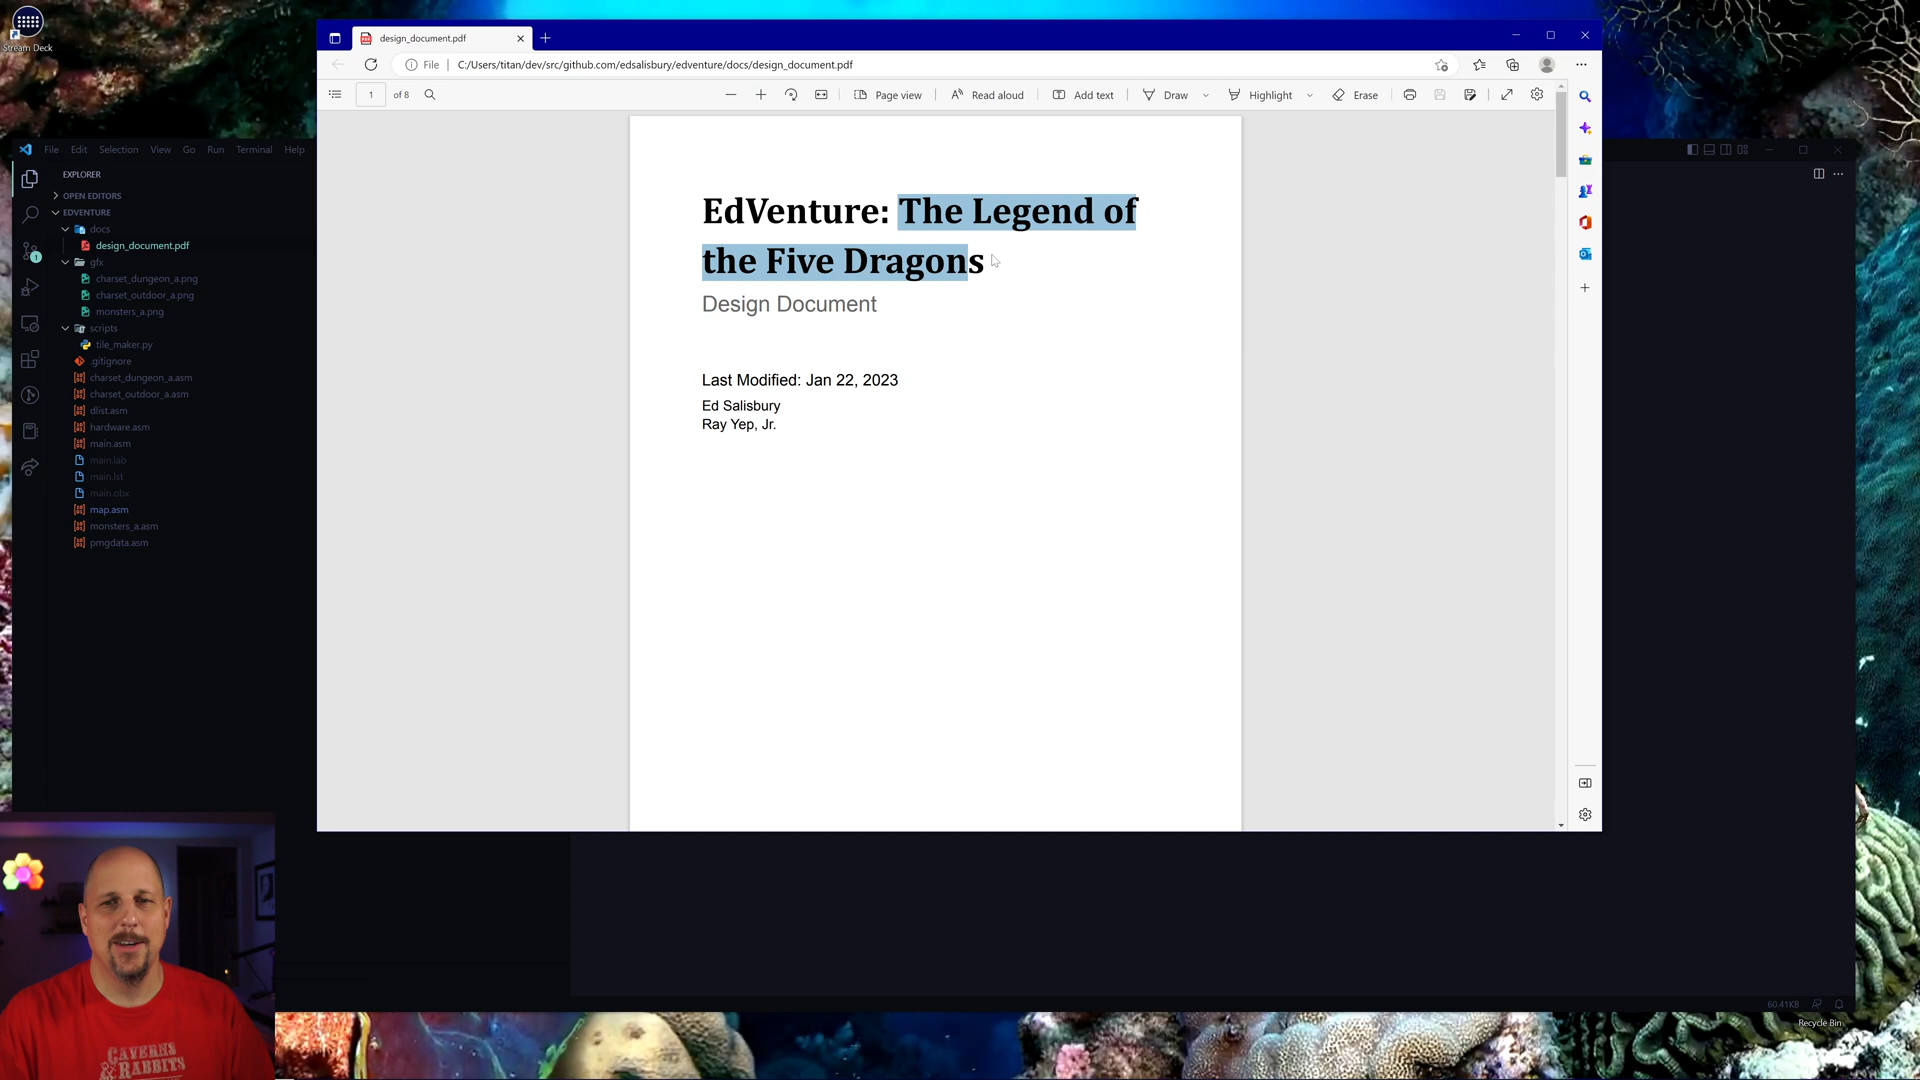 Stream Deck
design_document.pdf
File
C:/Users/titan/dev/src/github.com/edsalisbury/edventure/docs/design_document.pdf
1 of 8
Page view
Read aloud
Add text
Draw
Highlight
Erase
File Edit Selection View Go Run Terminal Help
EXPLORER
OPEN EDITORS
EDVENTURE
docs
design_document.pdf
gfx
charset_dungeon_a.png
charset_outdoor_a.png
monsters_a.png
scripts
tile_maker.py
.gitignore
charset_dungeon_a.asm
charset_outdoor_a.asm
dlist.asm
hardware.asm
main.asm
main.lab
main.lst
main.obx
map.asm
monsters_a.asm
pmgdata.asm
1
EdVenture: The Legend of
the Five Dragons
Design Document
Last Modified: Jan 22, 2023
Ed Salisbury
Ray Yep, Jr.
CAVERNS
& RABBITS
60.41KB
Recycle Bin